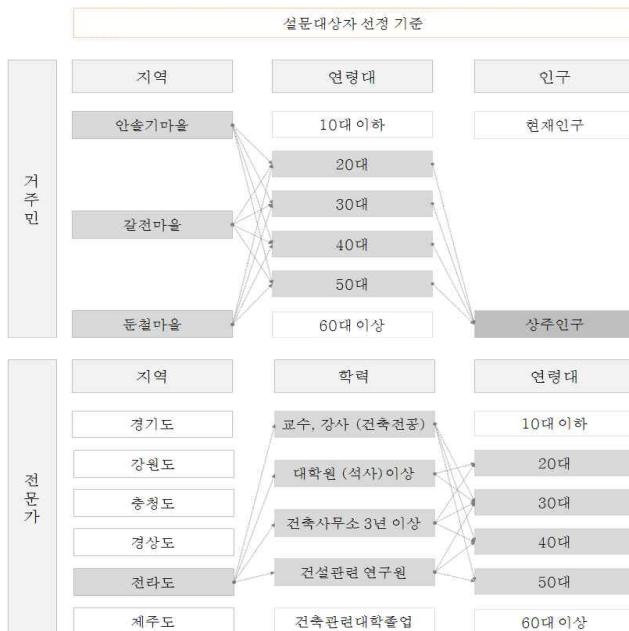 설문대상자 선정 기준
거주민
지역 연령대 인구
안솔기마을 10대 이하 현재인구
20대
30대
갈전마을
40대
50대
둔철마을 60대 이상 상주인구
전문가
지역 학력 연령대
경기도 교수, 강사 (건축전공) 10대 이하
강원도 대학원 (석사)이상 20대
충청도 건축사무소 3년 이상 30대
경상도 40대
전라도 건설관련 연구원 50대
제주도 건축관련대학졸업 60대 이상